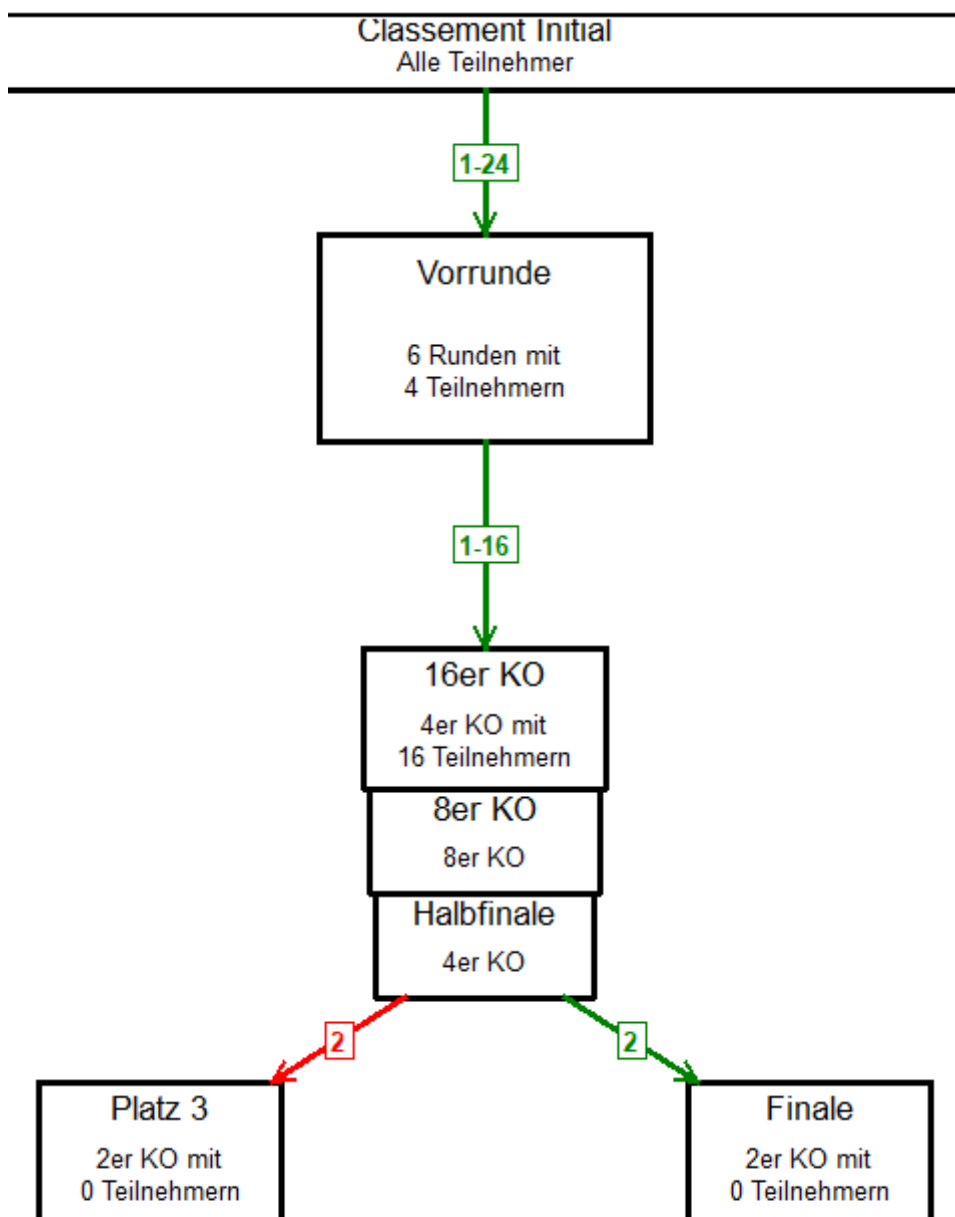 Classement Initial
Alle Teilnehmer
1-24
Vorrunde
6 Runden mit
4 Teilnehmern
1-16
16er KO
4er KO mit
16 Teilnehmern
8er KO
8er KO
Halbfinale
4er KO
2
2
Platz 3
2er KO mit
0 Teilnehmern
Finale
2er KO mit
0 Teilnehmern